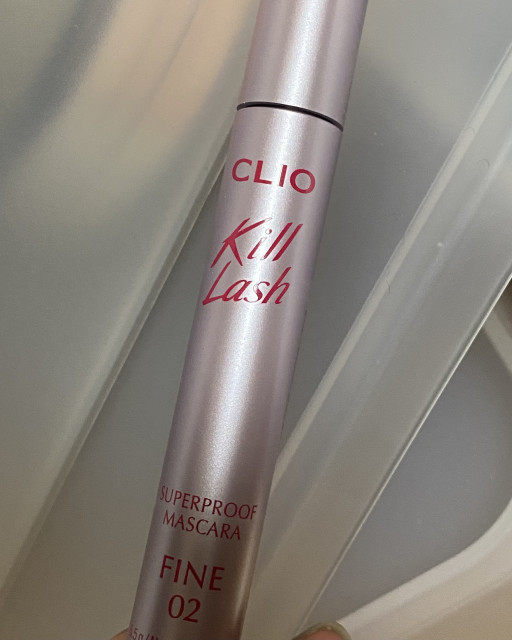 CLIO
Kill
Lash
SUPERPROOF
MASCARA
FINE
02